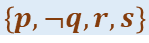 {p, ¬q, r, s}